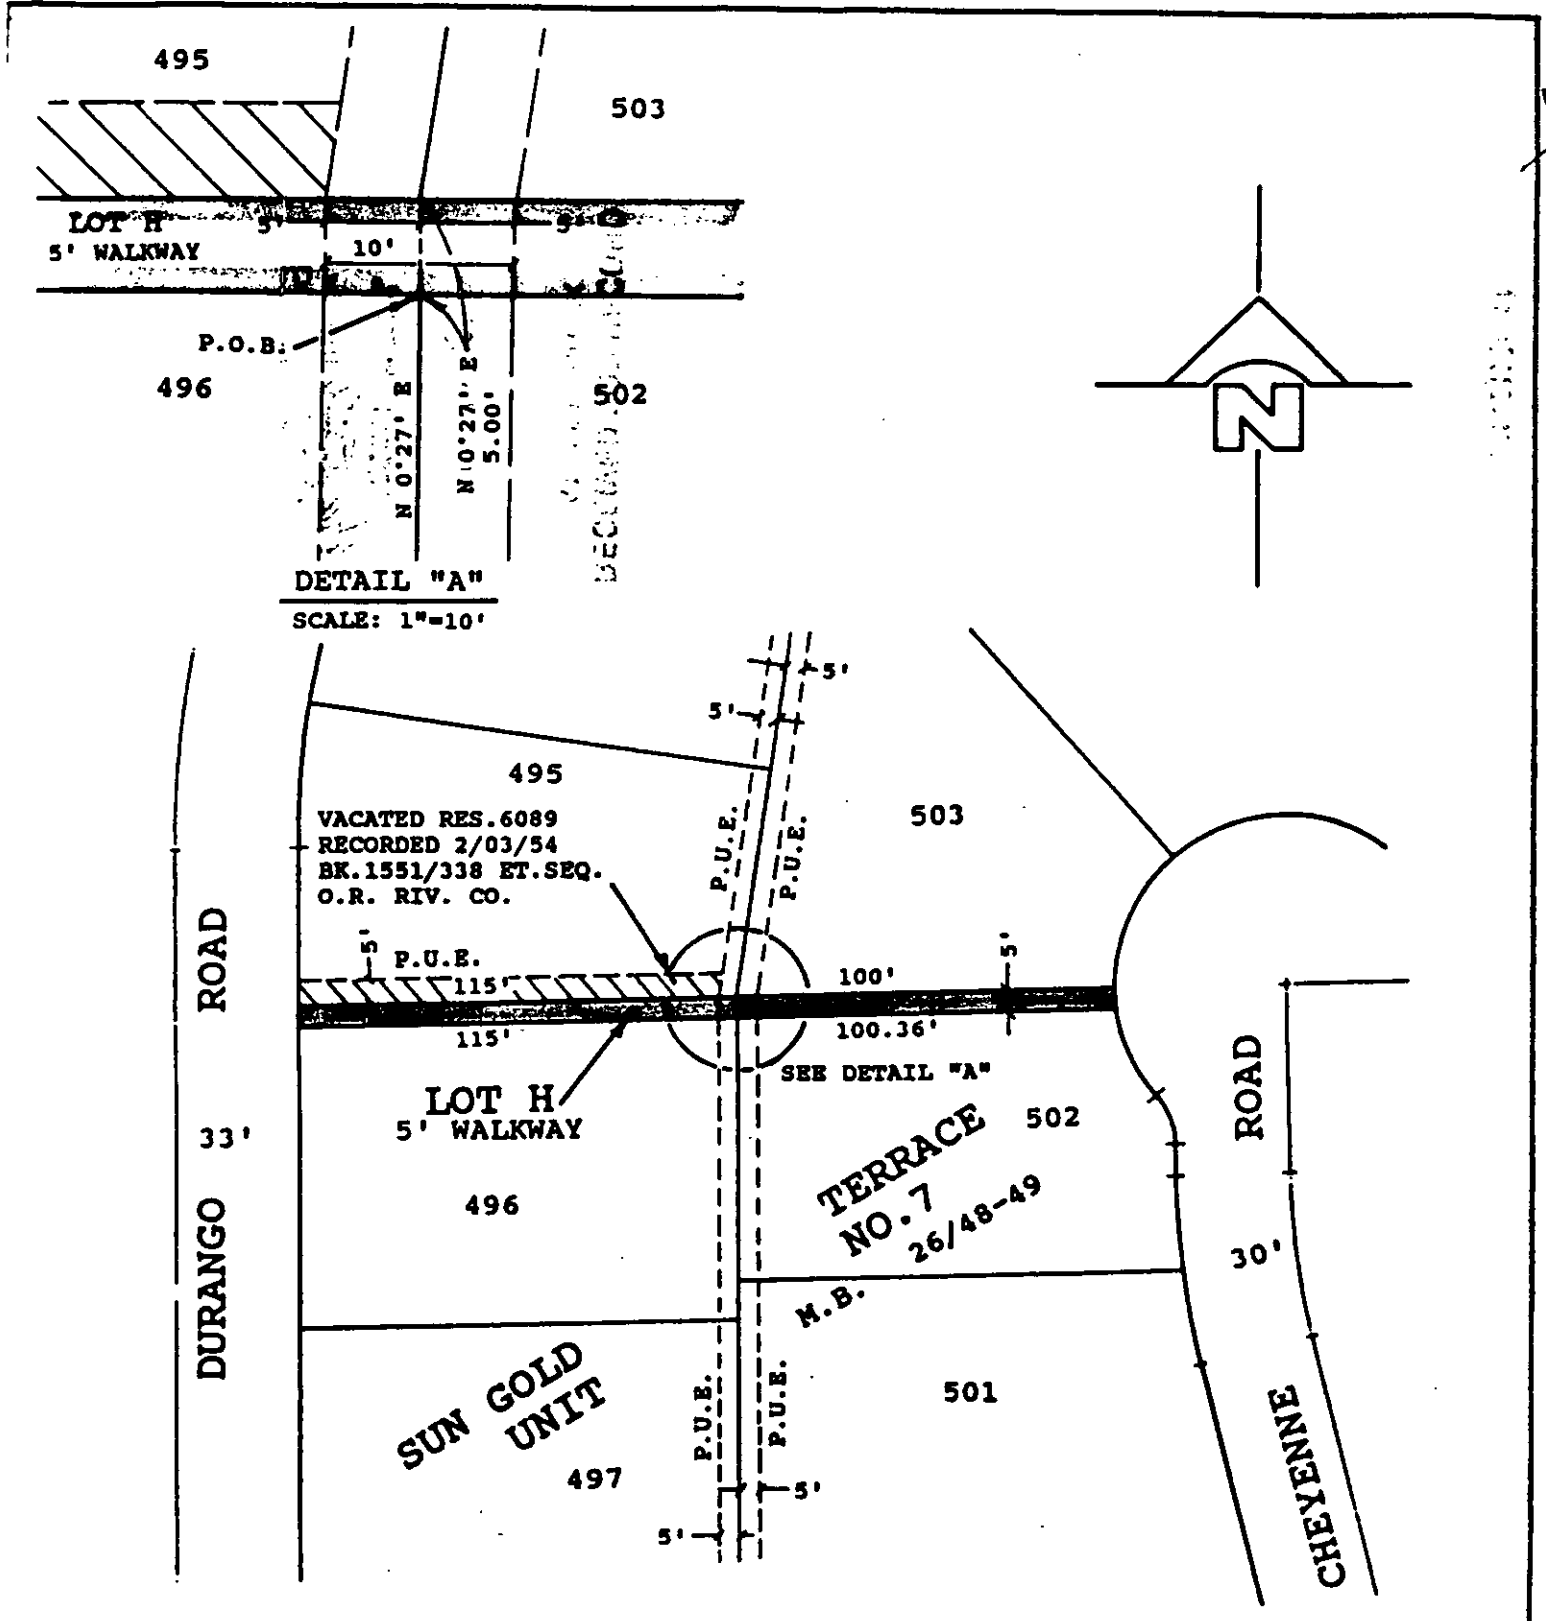 495
503
LOT H
5'
5'
5' WALKWAY
10'
P.O.B.
496
502
N 0°27' E
N 0°27' E
5.00'
DETAIL "A"
SCALE: 1"=10'
N
5'
5'
495
503
VACATED RES.6089
RECORDED 2/03/54
BK.1551/338 ET.SEQ.
O.R. RIV. CO.
P.U.E.
P.U.E.
5'
P.U.E.
115'
100'
5'
115'
100.36'
SEE DETAIL "A"
LOT H
5' WALKWAY
502
33'
496
TERRACE
NO.7
26/48-49
M.B.
DURANGO ROAD
CHEYENNE ROAD
30'
SUN GOLD
UNIT
P.U.E.
P.U.E.
501
497
5'
5'